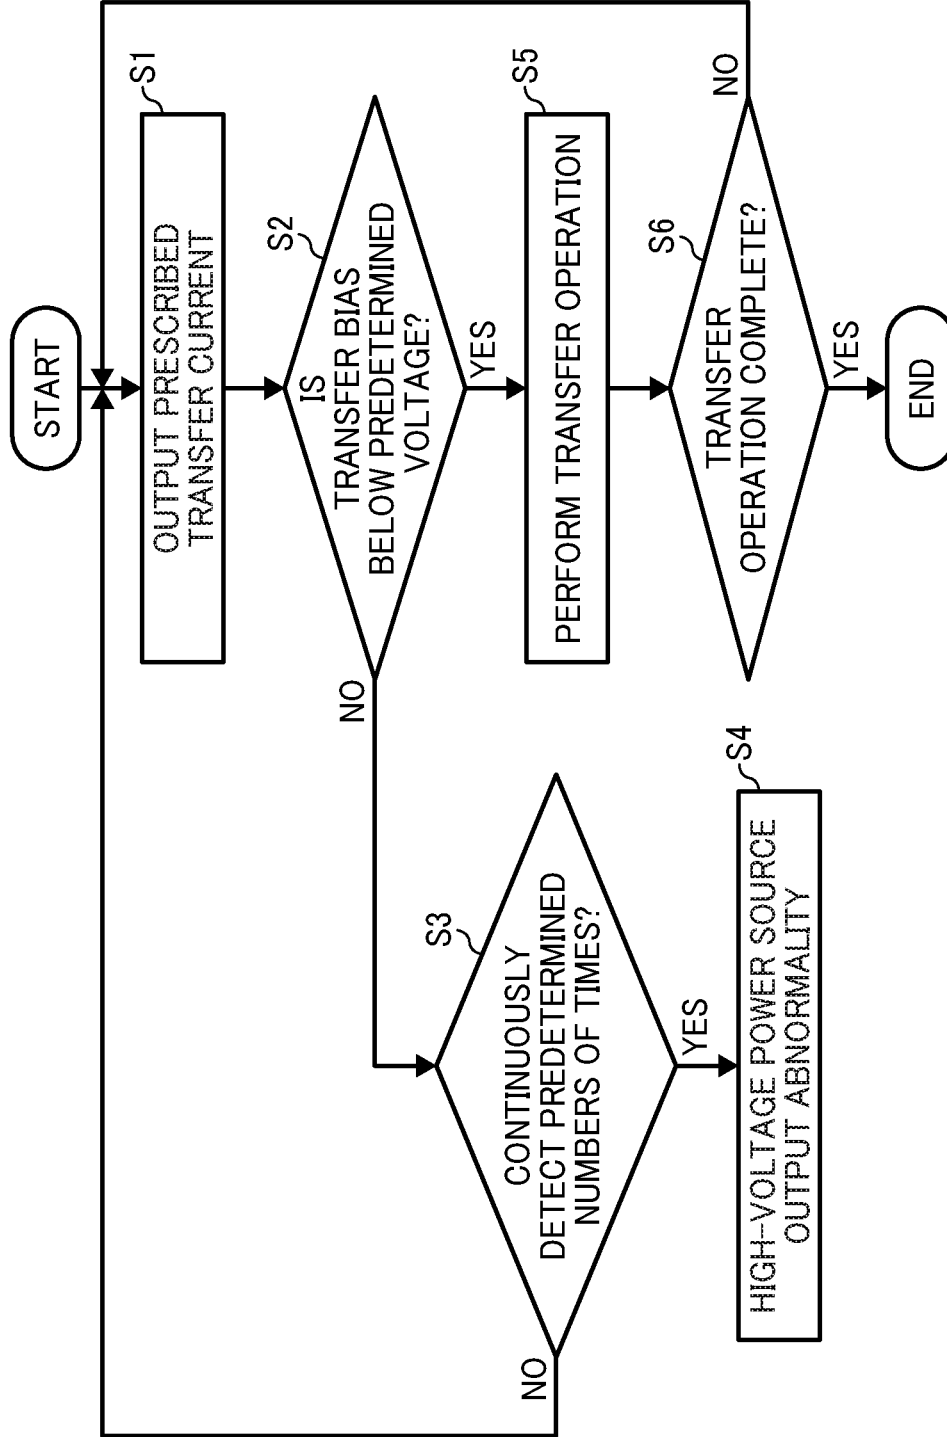 START
S1
OUTPUT PRESCRIBED
TRANSFER CURRENT
S2
IS
TRANSFER BIAS
BELOW PREDETERMINED
VOLTAGE?
NO
YES
S3
CONTINUOUSLY
DETECT PREDETERMINED
NUMBERS OF TIMES?
NO
YES
S4
HIGH-VOLTAGE POWER SOURCE
OUTPUT ABNORMALITY
S5
PERFORM TRANSFER OPERATION
S6
TRANSFER
OPERATION COMPLETE?
NO
YES
END